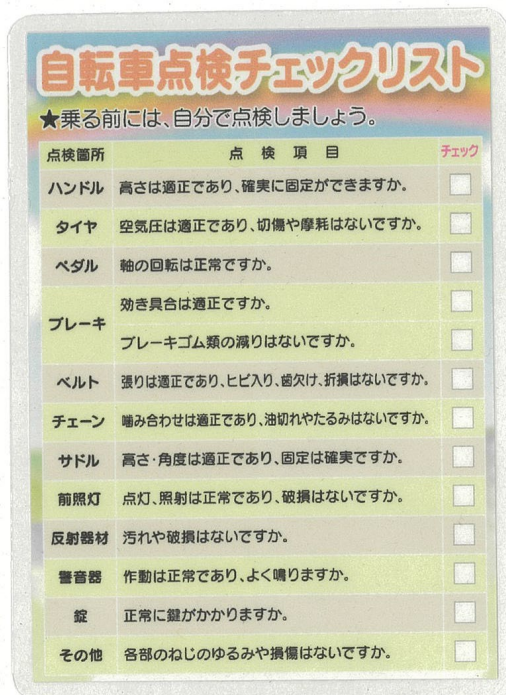 自転車点検チェックリスト
★乗る前には、自分で点検しましょう。
点検箇所 点検項目 チェック
ハンドル 高さは適正であり、確実に固定ができますか。
タイヤ 空気圧は適正であり、切傷や摩耗はないですか。
ペダル 軸の回転は正常ですか。
ブレーキ 効き具合は適正ですか。
ブレーキゴム類の減りはないですか。
ベルト 張りは適正であり、ヒビ入り、歯欠け、折損はないですか。
チェーン 噛み合わせは適正であり、油切れやたるみはないですか。
サドル 高さ・角度は適正であり、固定は確実ですか。
前照灯 点灯、照射は正常であり、破損はないですか。
反射器材 汚れや破損はないですか。
警音器 作動は正常であり、よく鳴りますか。
錠 正常に鍵がかかりますか。
その他 各部のねじのゆるみや損傷はないですか。